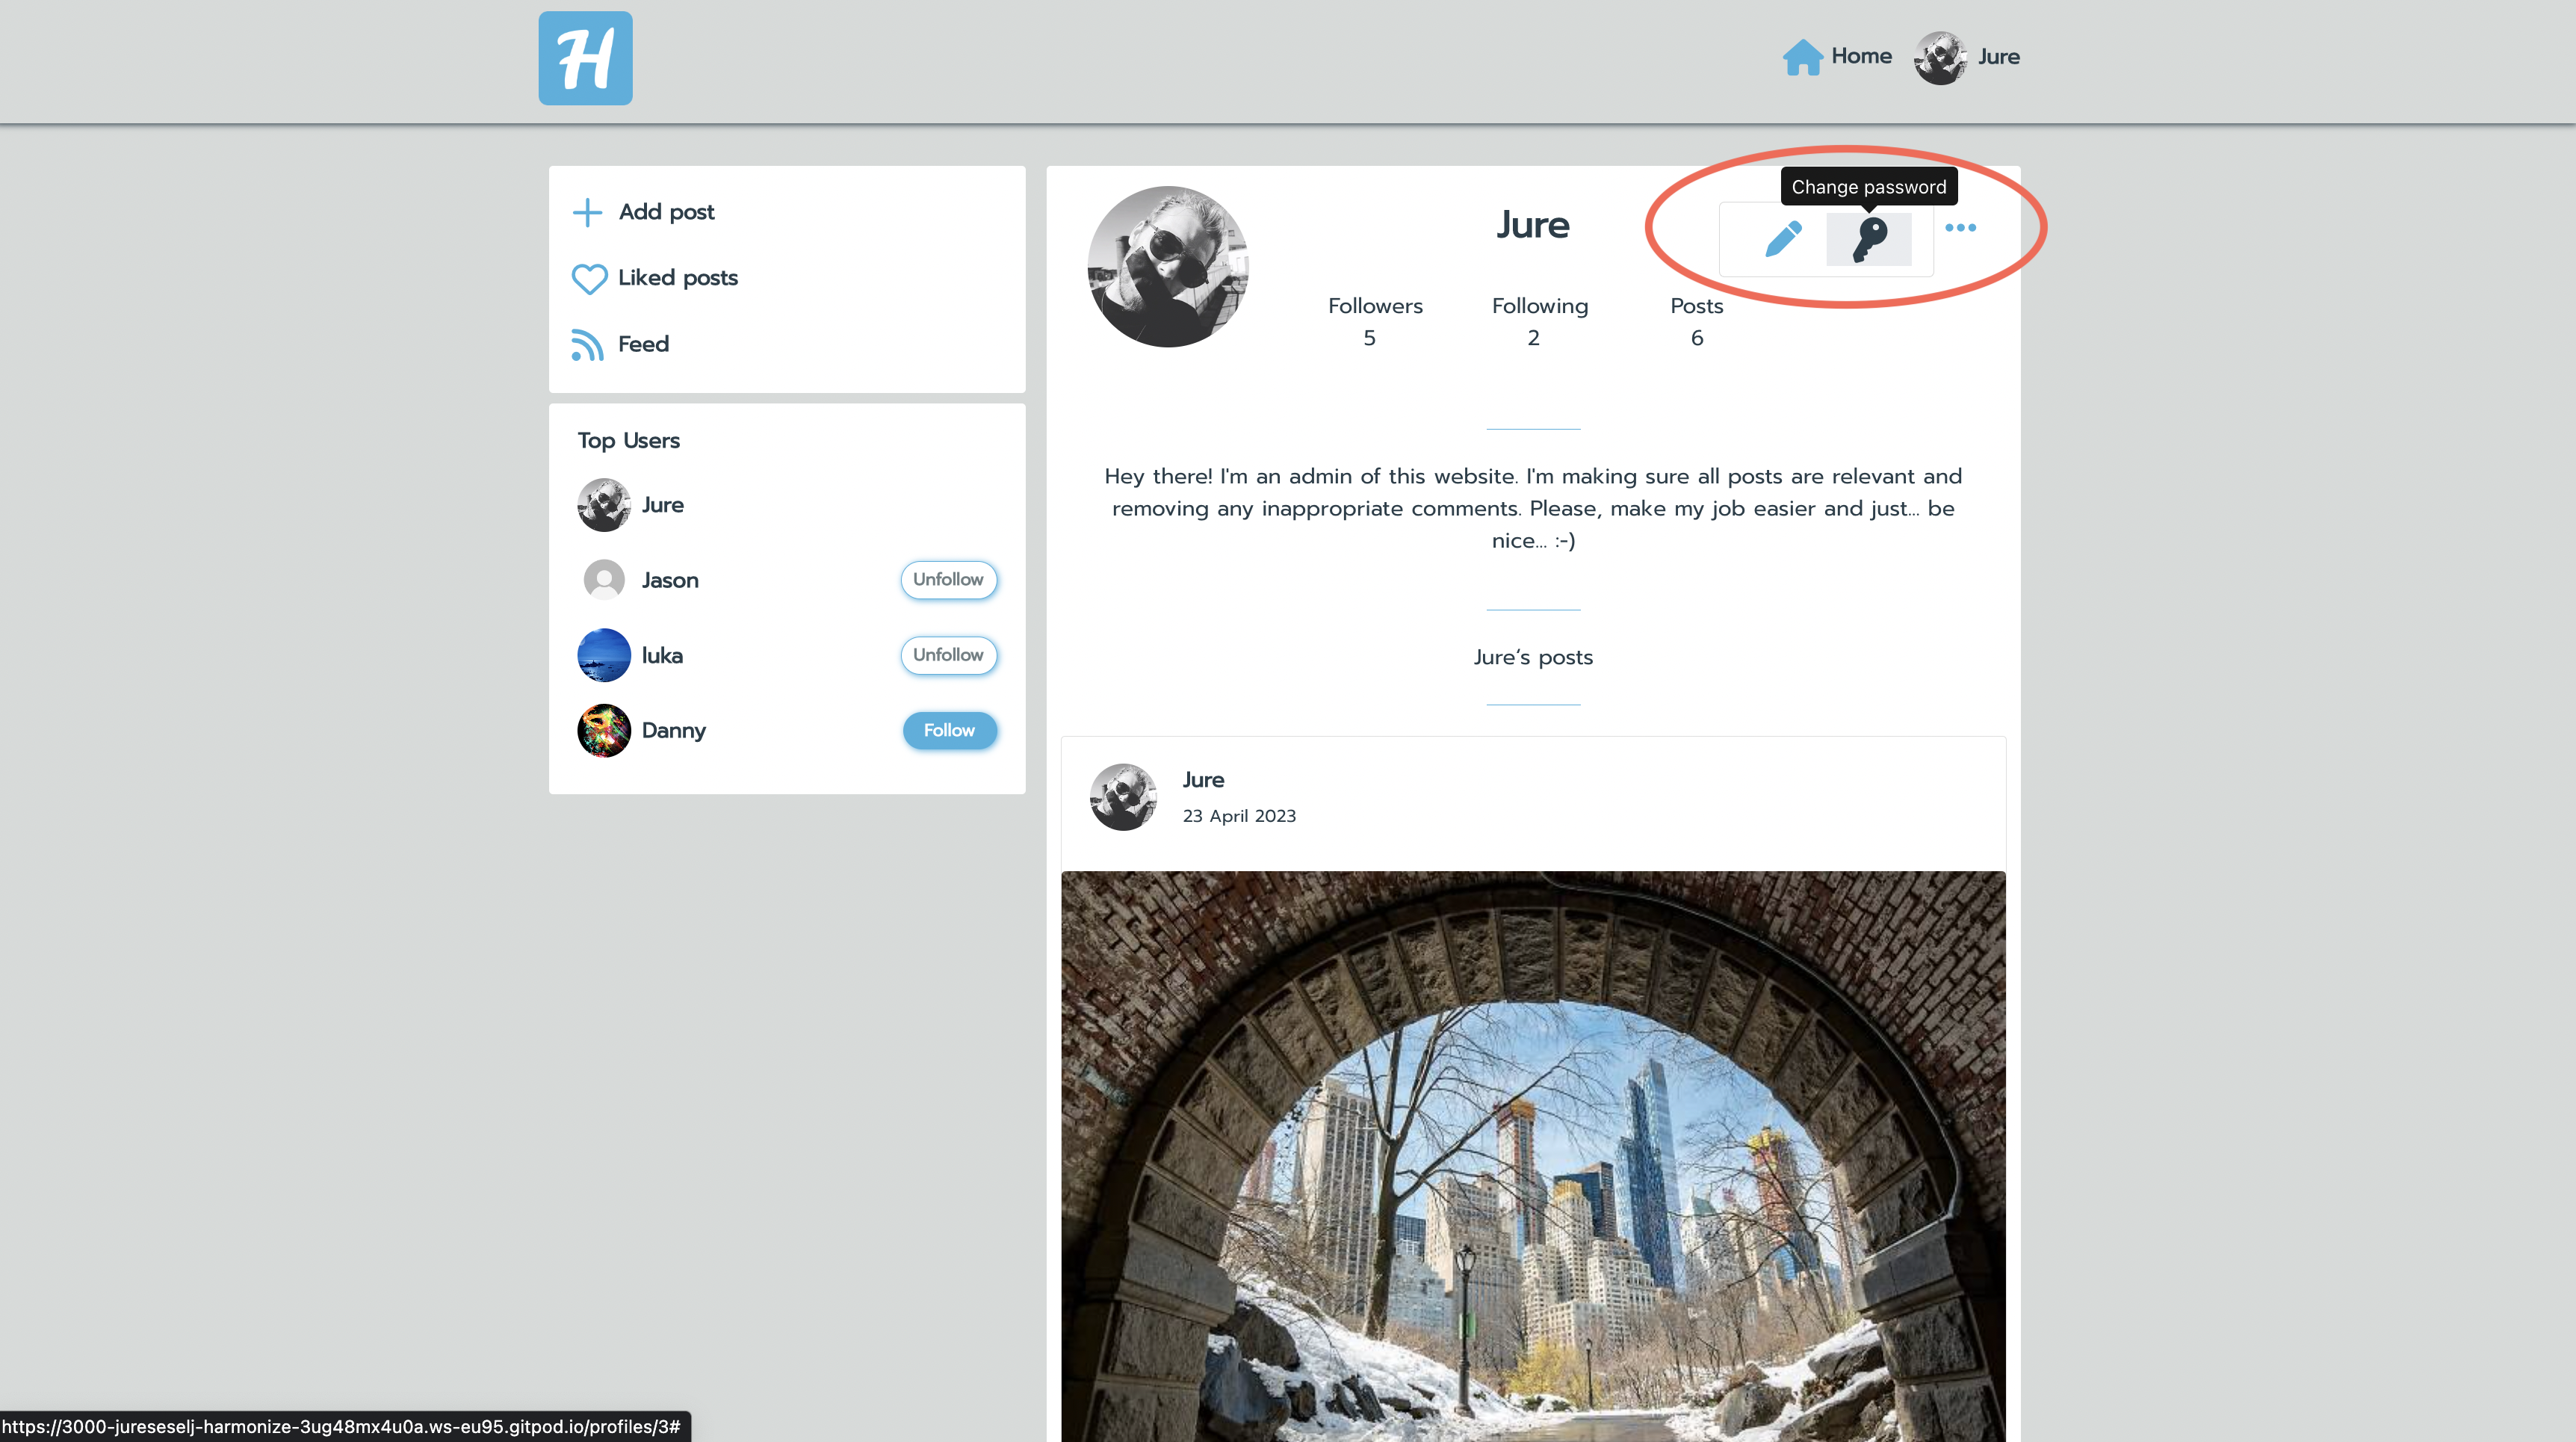 H
Home
Jure
Add post
Liked posts
Feed
Top Users
Jure
Jason
Unfollow
luka
Unfollow
Danny
Follow
Change password
Jure
Followers
5
Following
2
Posts
6
Hey there! I'm an admin of this website. I'm making sure all posts are relevant and
removing any inappropriate comments. Please, make my job easier and just... be
nice... :-)
Jure‘s posts
Jure
23 April 2023
https://3000-jureseselj-harmonize-3ug48mx4u0a.ws-eu95.gitpod.io/profiles/3#